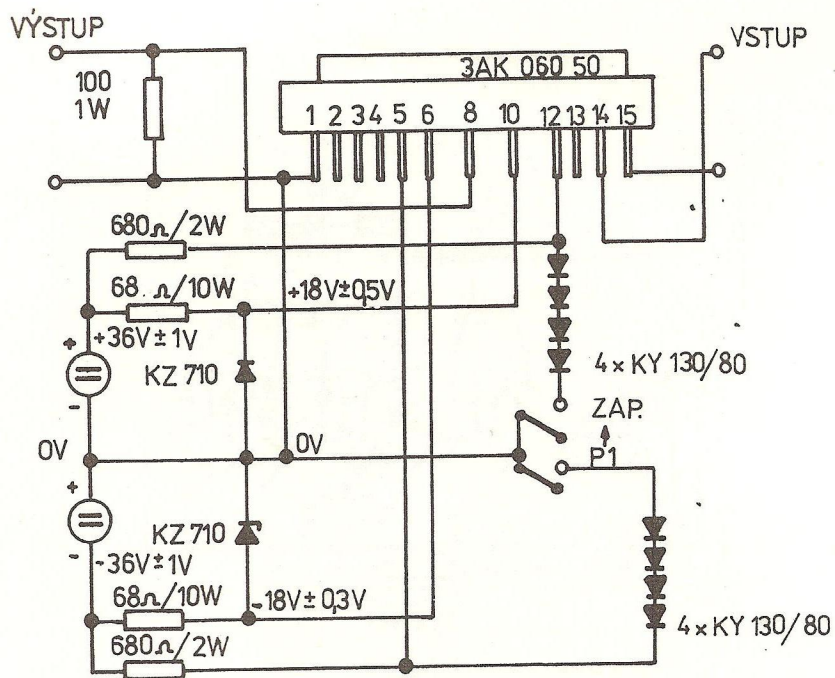 VÝSTUP
VSTUP
3AK 060 50
100
1W
1 2 3 4 5 6 8 10 12 13 14 15
680Ω/2W
68.Ω/10W
+18V±0,5V
+
+36V±1V
-
KZ 710
4×KY 130/80
ZAP.
P1
0V
0V
+
-
KZ 710
-36V±1V
68Ω/10W
-18V±0,3V
680Ω/2W
4×KY 130/80